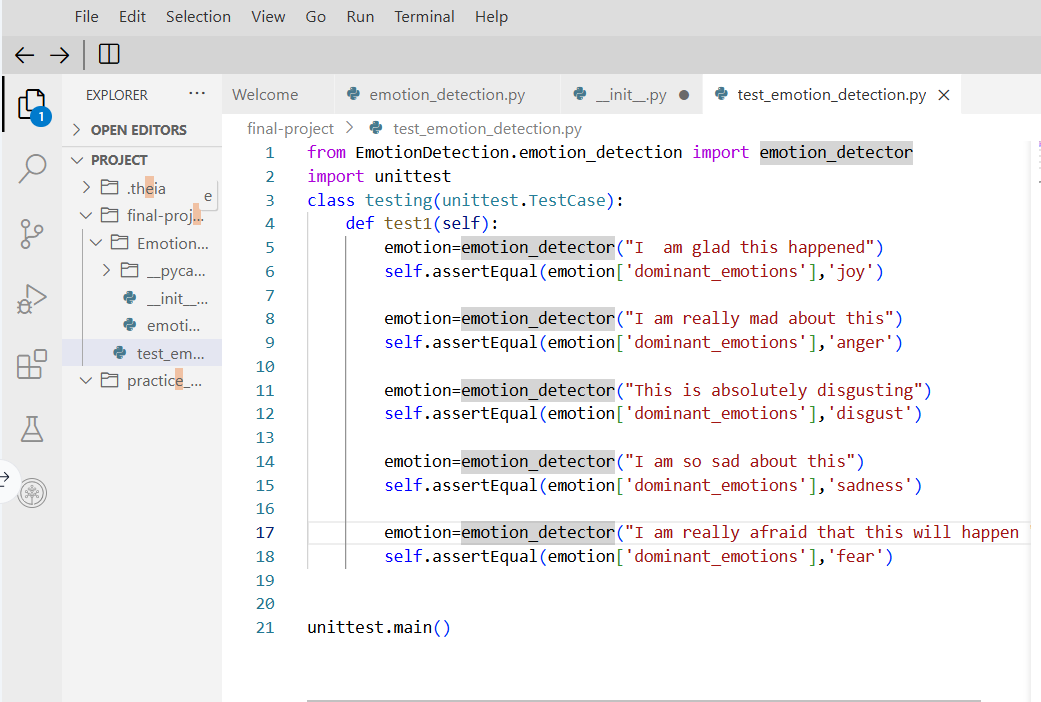 File Edit Selection View Go Run Terminal Help
EXPLORER ...
Welcome emotion_detection.py __init__.py test_emotion_detection.py
1
OPEN EDITORS
PROJECT
.theia
e
final-proj...
Emotion...
__pyca...
__init__...
emoti...
test_em...
practice_...
final-project > test_emotion_detection.py
1 from EmotionDetection.emotion_detection import emotion_detector
2 import unittest
3 class testing(unittest.TestCase):
4 def test1(self):
5 emotion=emotion_detector("I  am glad this happened")
6 self.assertEqual(emotion['dominant_emotions'],'joy')
7
8 emotion=emotion_detector("I am really mad about this")
9 self.assertEqual(emotion['dominant_emotions'],'anger')
10
11 emotion=emotion_detector("This is absolutely disgusting")
12 self.assertEqual(emotion['dominant_emotions'],'disgust')
13
14 emotion=emotion_detector("I am so sad about this")
15 self.assertEqual(emotion['dominant_emotions'],'sadness')
16
17 emotion=emotion_detector("I am really afraid that this will happen
18 self.assertEqual(emotion['dominant_emotions'],'fear')
19
20
21 unittest.main()